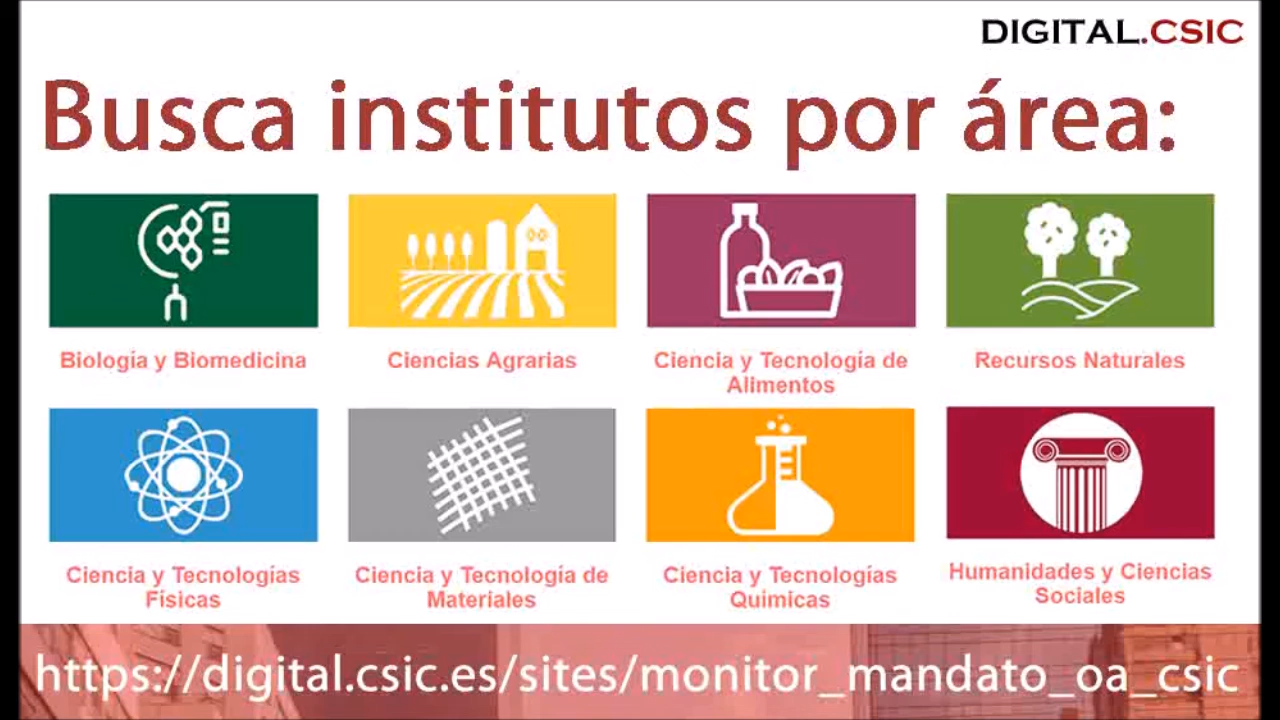 DIGITAL.CSIC
Busca institutos por área:
Biología y Biomedicina
Ciencias Agrarias
Ciencia y Tecnología de
Alimentos
Recursos Naturales
Ciencia y Tecnologías
Físicas
Ciencia y Tecnología de
Materiales
Ciencia y Tecnologías
Químicas
Humanidades y Ciencias
Sociales
https://digital.csic.es/sites/monitor_mandato_oa_csic